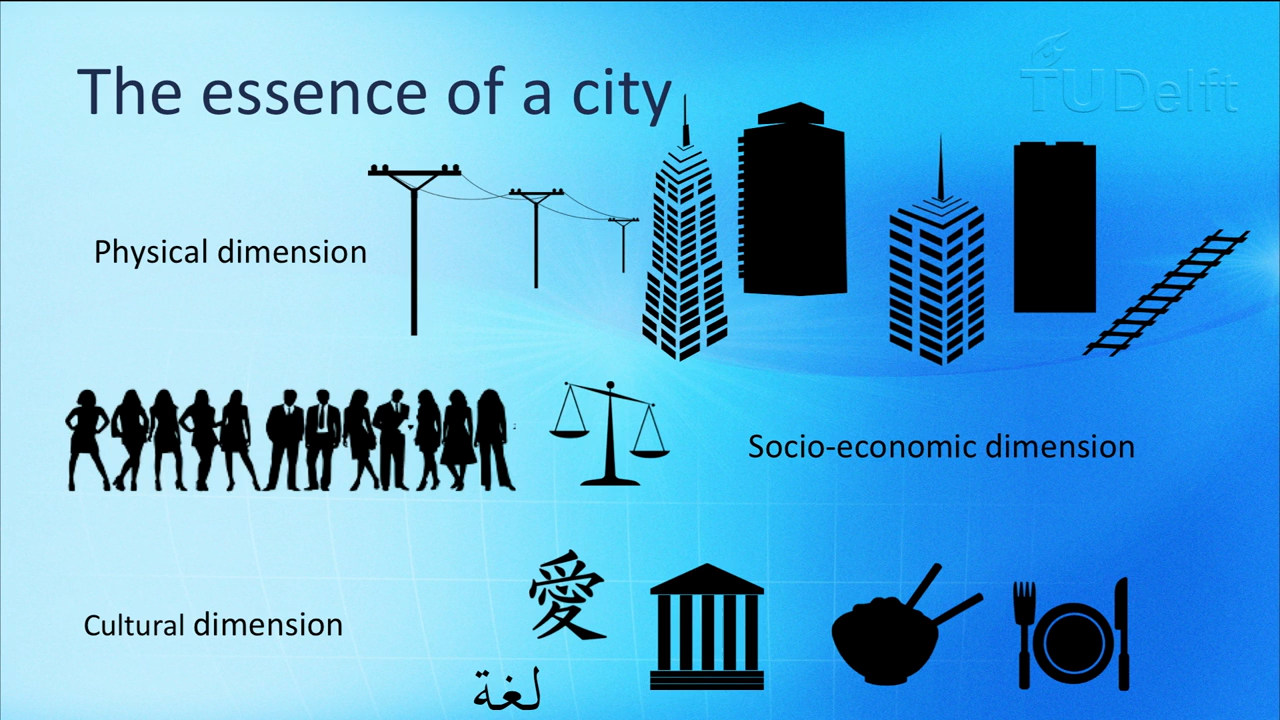 The essence of a city
TU Delft
Physical dimension
Socio-economic dimension
愛
Cultural dimension
لغة